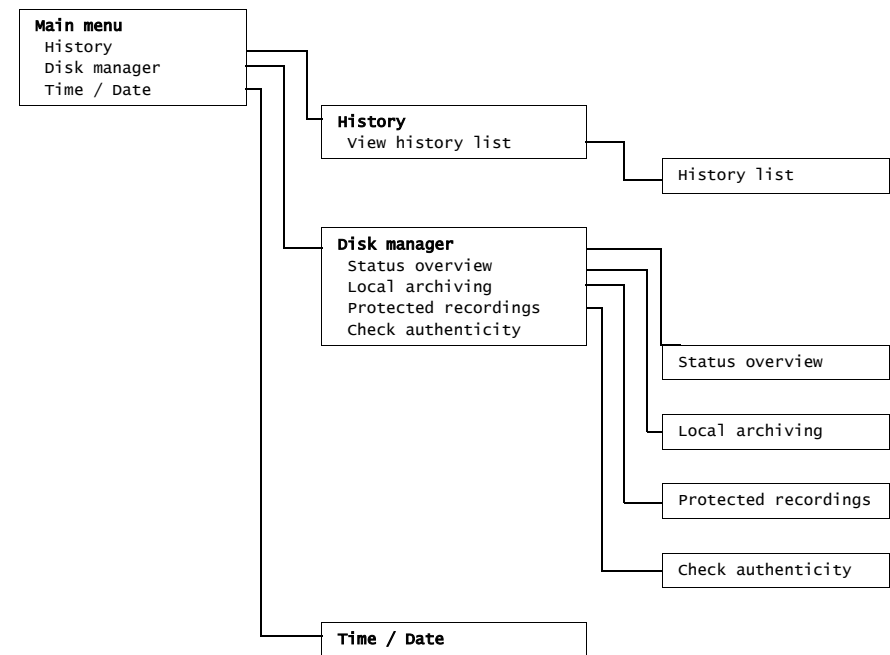 Main menu
History
Disk manager
Time / Date
History
View history list
History list
Disk manager
Status overview
Local archiving
Protected recordings
Check authenticity
Status overview
Local archiving
Protected recordings
Check authenticity
Time / Date